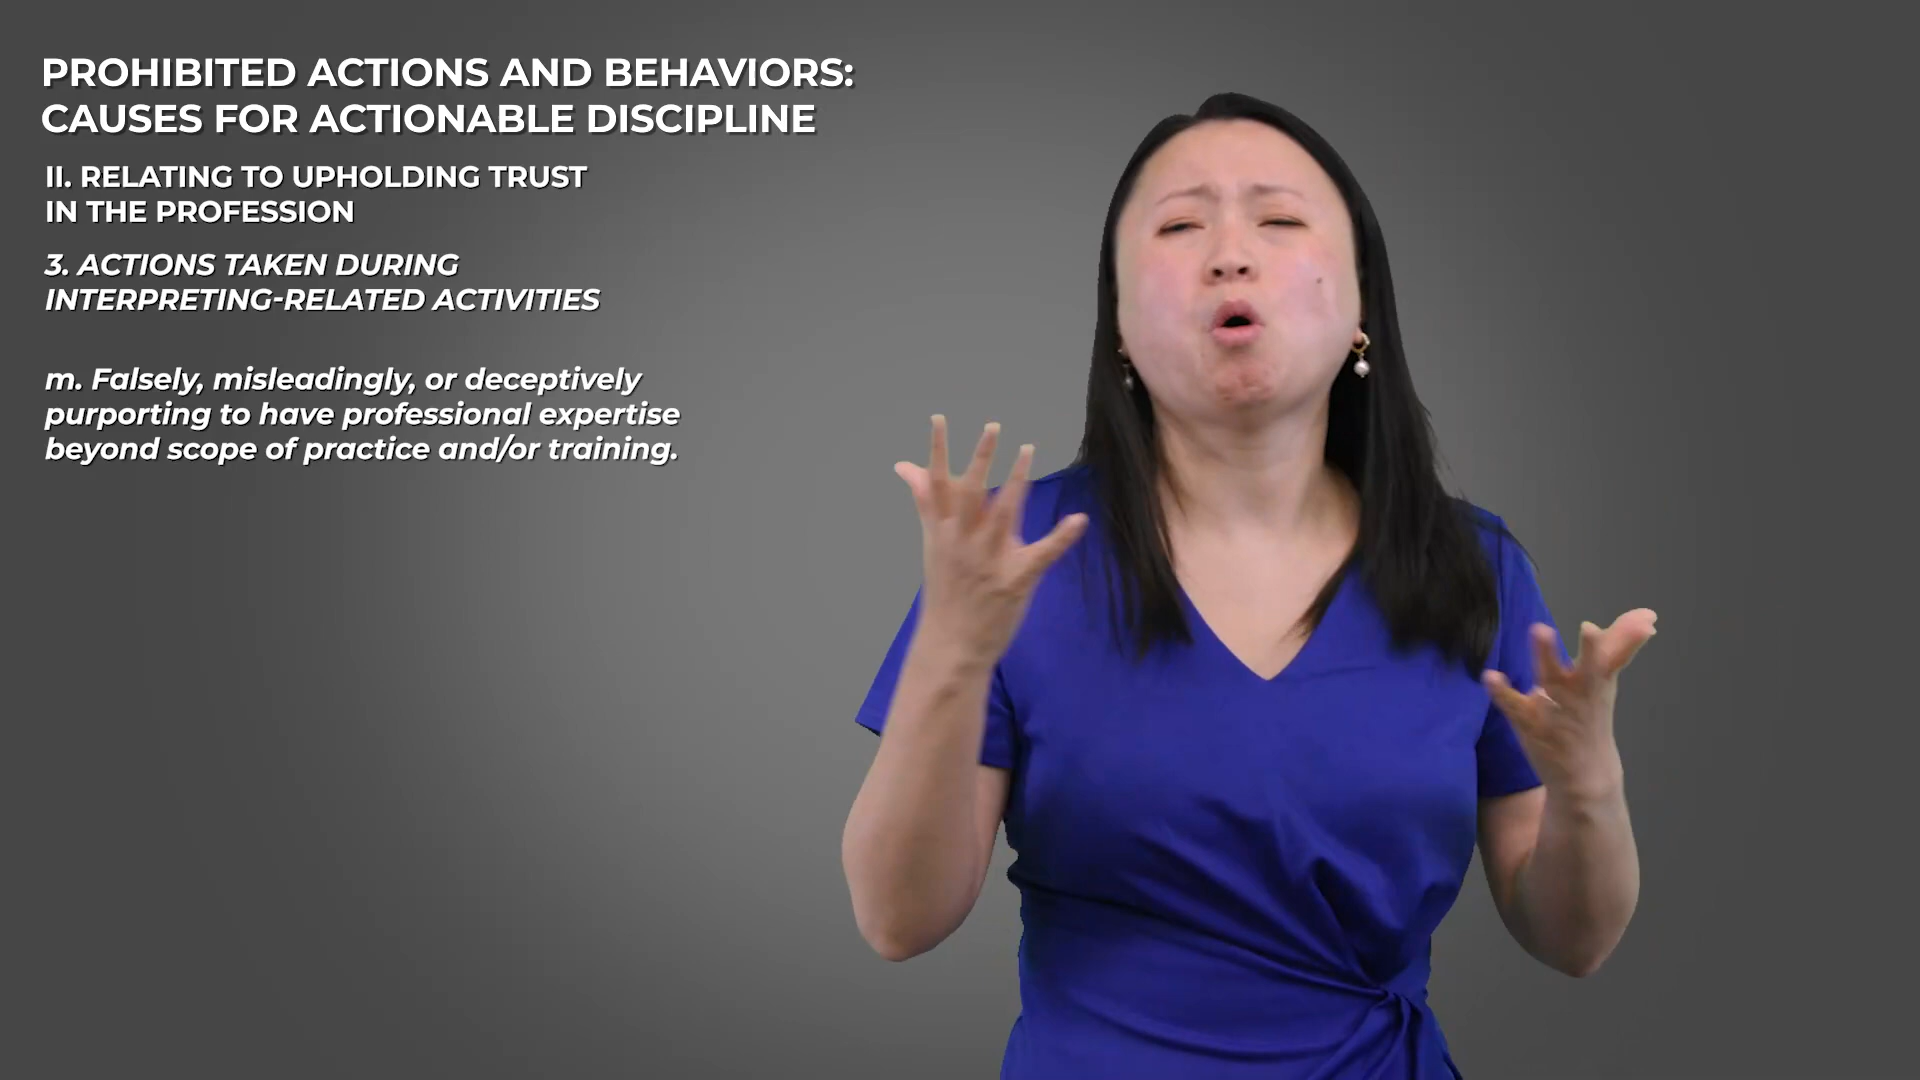 PROHIBITED ACTIONS AND BEHAVIORS:
CAUSES FOR ACTIONABLE DISCIPLINE
II. RELATING TO UPHOLDING TRUST
IN THE PROFESSION
3. ACTIONS TAKEN DURING
INTERPRETING-RELATED ACTIVITIES
m. Falsely, misleadingly, or deceptively
purporting to have professional expertise
beyond scope of practice and/or training.